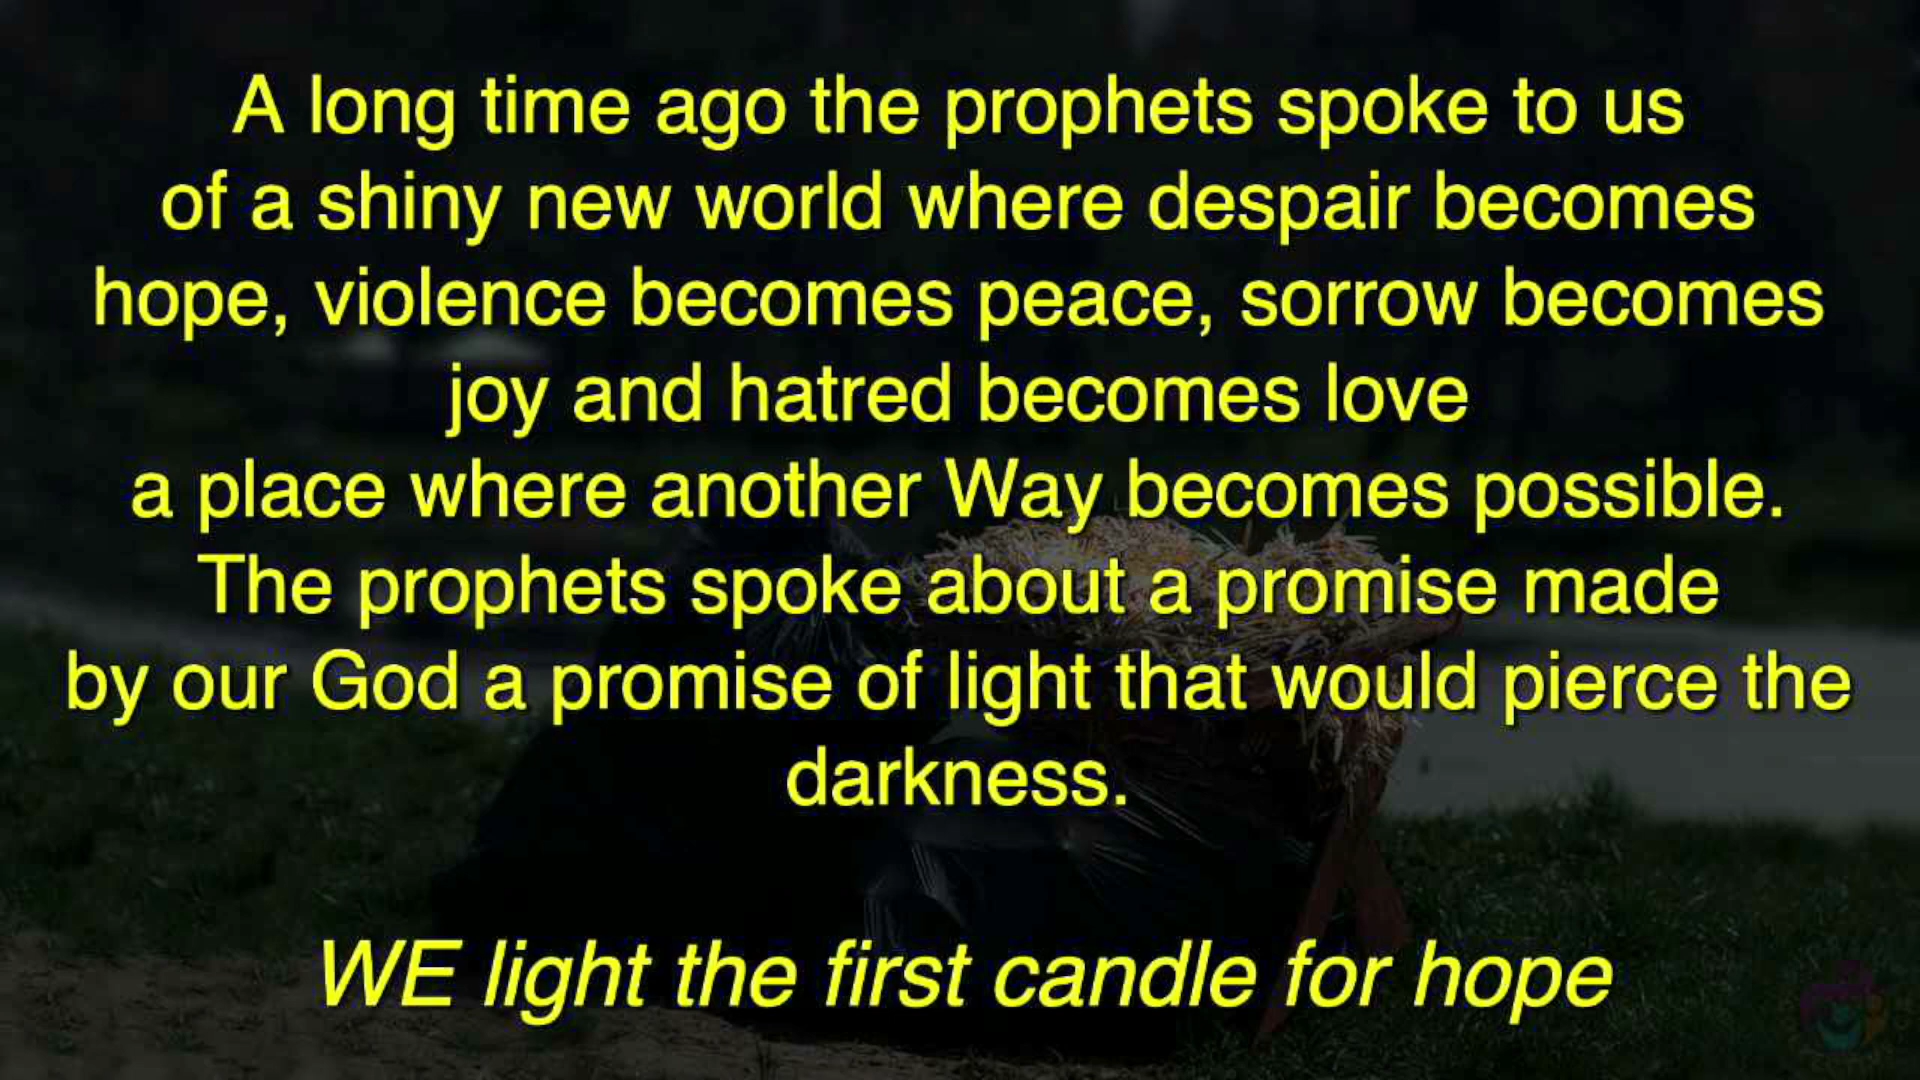 A long time ago the prophets spoke to us
of a shiny new world where despair becomes
hope, violence becomes peace, sorrow becomes
joy and hatred becomes love
a place where another Way becomes possible.
The prophets spoke about a promise made
by our God a promise of light that would pierce the
darkness.
WE light the first candle for hope